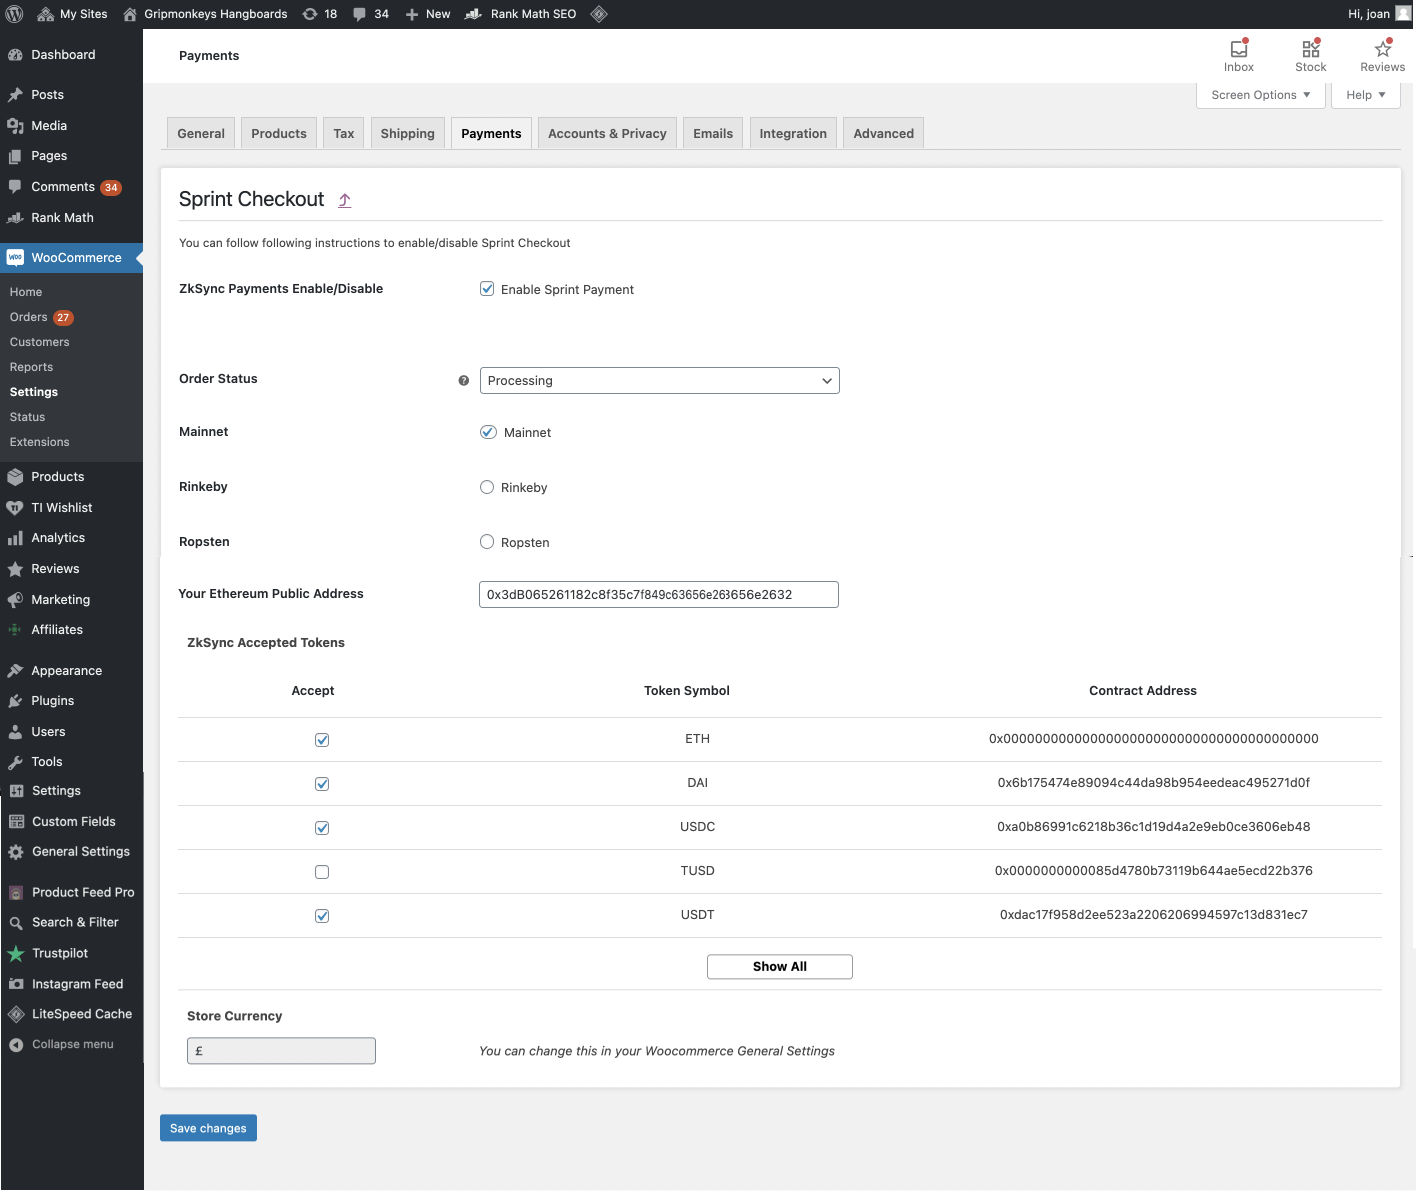 My Sites Gripmonkeys Hangboards 18 34 New Rank Math SEO Hi, joan
Dashboard
Posts
Media
Pages
Comments 34
Rank Math
WooCommerce
Home
Orders 27
Customers
Reports
Settings
Status
Extensions
Products
TI Wishlist
Analytics
Reviews
Marketing
Affiliates
Appearance
Plugins
Users
Tools
Settings
Custom Fields
General Settings
Product Feed Pro
Search & Filter
Trustpilot
Instagram Feed
LiteSpeed Cache
Collapse menu
Payments
Inbox Stock Reviews
Screen Options Help
General Products Tax Shipping Payments Accounts & Privacy Emails Integration Advanced
Sprint Checkout
You can follow following instructions to enable/disable Sprint Checkout
ZkSync Payments Enable/Disable Enable Sprint Payment
Order Status Processing
Mainnet Mainnet
Rinkeby Rinkeby
Ropsten Ropsten
Your Ethereum Public Address 0x3dB065261182c8f35c7f849c63656e263656e2632
ZkSync Accepted Tokens
Accept Token Symbol Contract Address
ETH 0x0000000000000000000000000000000000000000
DAI 0x6b175474e89094c44da98b954eedeac495271d0f
USDC 0xa0b86991c6218b36c1d19d4a2e9eb0ce3606eb48
TUSD 0x0000000000085d4780b73119b644ae5ecd22b376
USDT 0xdac17f958d2ee523a2206206994597c13d831ec7
Show All
Store Currency
£ You can change this in your Woocommerce General Settings
Save changes